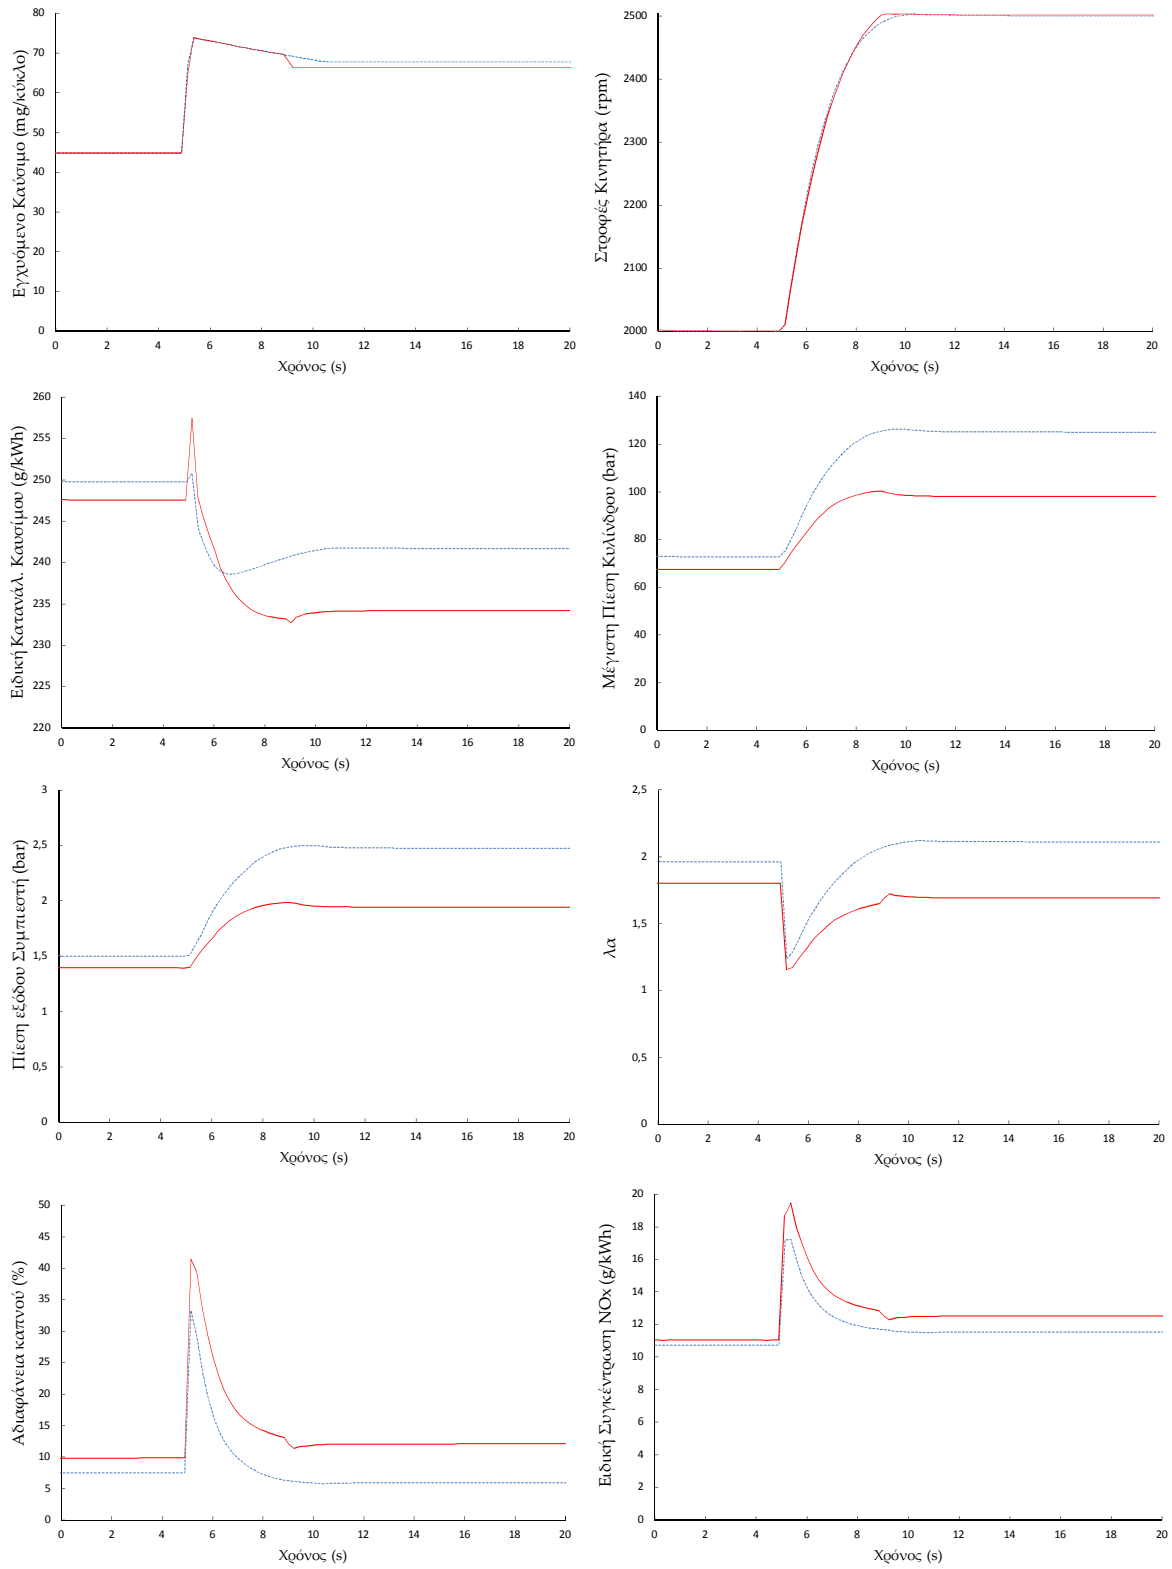 Εγχυόμενο Καύσιμο (mg/κύκλο)
80
70
60
50
40
30
20
10
0
0 2 4 6 8 10 12 14 16 18 20
Χρόνος (s)
Στροφές Κινητήρα (rpm)
2500
2400
2300
2200
2100
2000
0 2 4 6 8 10 12 14 16 18 20
Χρόνος (s)
Ειδική Κατανάλ. Καυσίμου (g/kWh)
260
255
250
245
240
235
230
225
220
0 2 4 6 8 10 12 14 16 18 20
Χρόνος (s)
Μέγιστη Πίεση Κυλίνδρου (bar)
140
120
100
80
60
40
20
0
0 2 4 6 8 10 12 14 16 18 20
Χρόνος (s)
Πίεση εξόδου Συμπιεστή (bar)
3
2,5
2
1,5
1
0,5
0
0 2 4 6 8 10 12 14 16 18 20
Χρόνος (s)
λα
2,5
2
1,5
1
0,5
0
0 2 4 6 8 10 12 14 16 18 20
Χρόνος (s)
Αδιαφάνεια καπνού (%)
50
45
40
35
30
25
20
15
10
5
0
0 2 4 6 8 10 12 14 16 18 20
Χρόνος (s)
Ειδική Συγκέντρωση NOx (g/kWh)
20
18
16
14
12
10
8
6
4
2
0
0 2 4 6 8 10 12 14 16 18 20
Χρόνος (s)